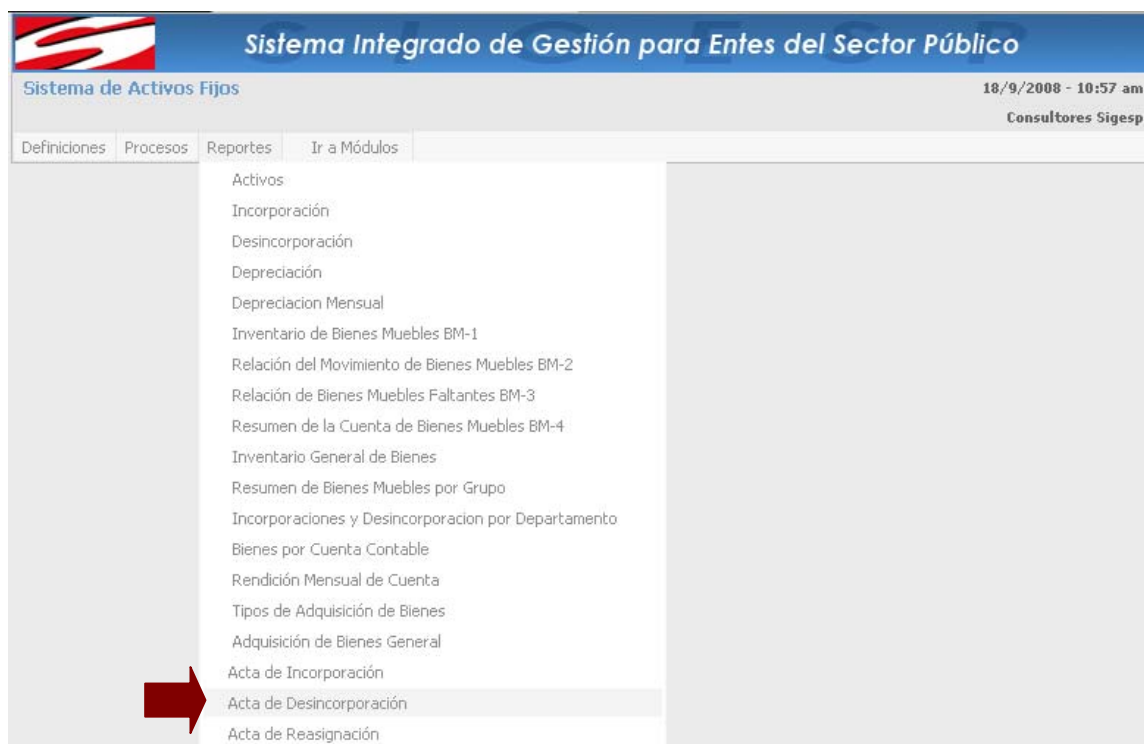 Sistema Integrado de Gestión para Entes del Sector Público
Sistema de Activos Fijos
18/9/2008 - 10:57 am
Consultores Sigesp
Definiciones Procesos Reportes Ir a Módulos
Activos
Incorporación
Desincorporación
Depreciación
Depreciacion Mensual
Inventario de Bienes Muebles BM-1
Relación del Movimiento de Bienes Muebles BM-2
Relación de Bienes Muebles Faltantes BM-3
Resumen de la Cuenta de Bienes Muebles BM-4
Inventario General de Bienes
Resumen de Bienes Muebles por Grupo
Incorporaciones y Desincorporacion por Departamento
Bienes por Cuenta Contable
Rendición Mensual de Cuenta
Tipos de Adquisición de Bienes
Adquisición de Bienes General
Acta de Incorporación
Acta de Desincorporación
Acta de Reasignación